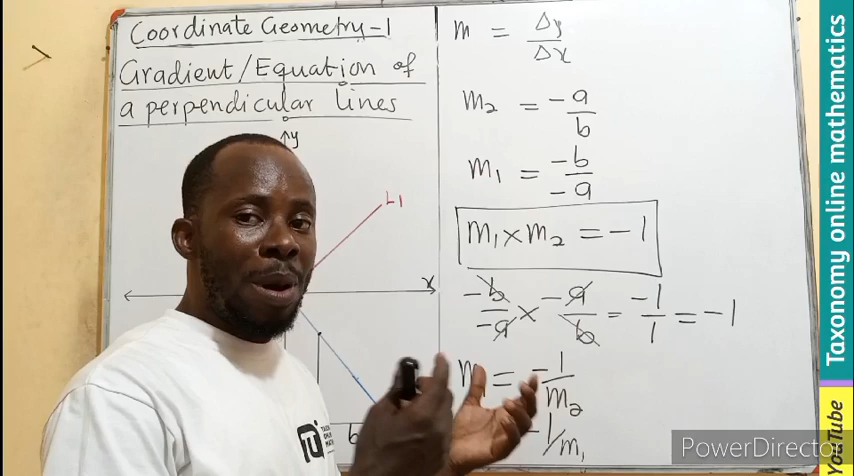 Coordinate Geometry-1
Gradient/Equation of
a perpendicular lines
y
L1
x
b
m = Δy/Δx
m₂ = -a/b
m₁ = -b/-a
m₁ x m₂ = -1
-b/-a x -a/b = -1/1 = -1
= -1/m₂
-1/m₁
Taxonomy online mathematics
YouTube
PowerDirector